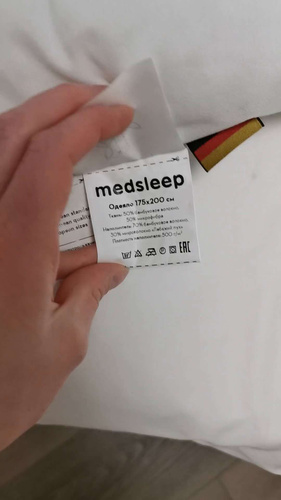 medsleep
Одеяло 175х200 см
Ткань: 50% бамбуковое волокно,
50% микрофибра
Наполнитель: 70% бамбуковое волокно,
30% микроволокно «Лебяжий пух»
Плотность наполнителя: 300 г/м²
EAC